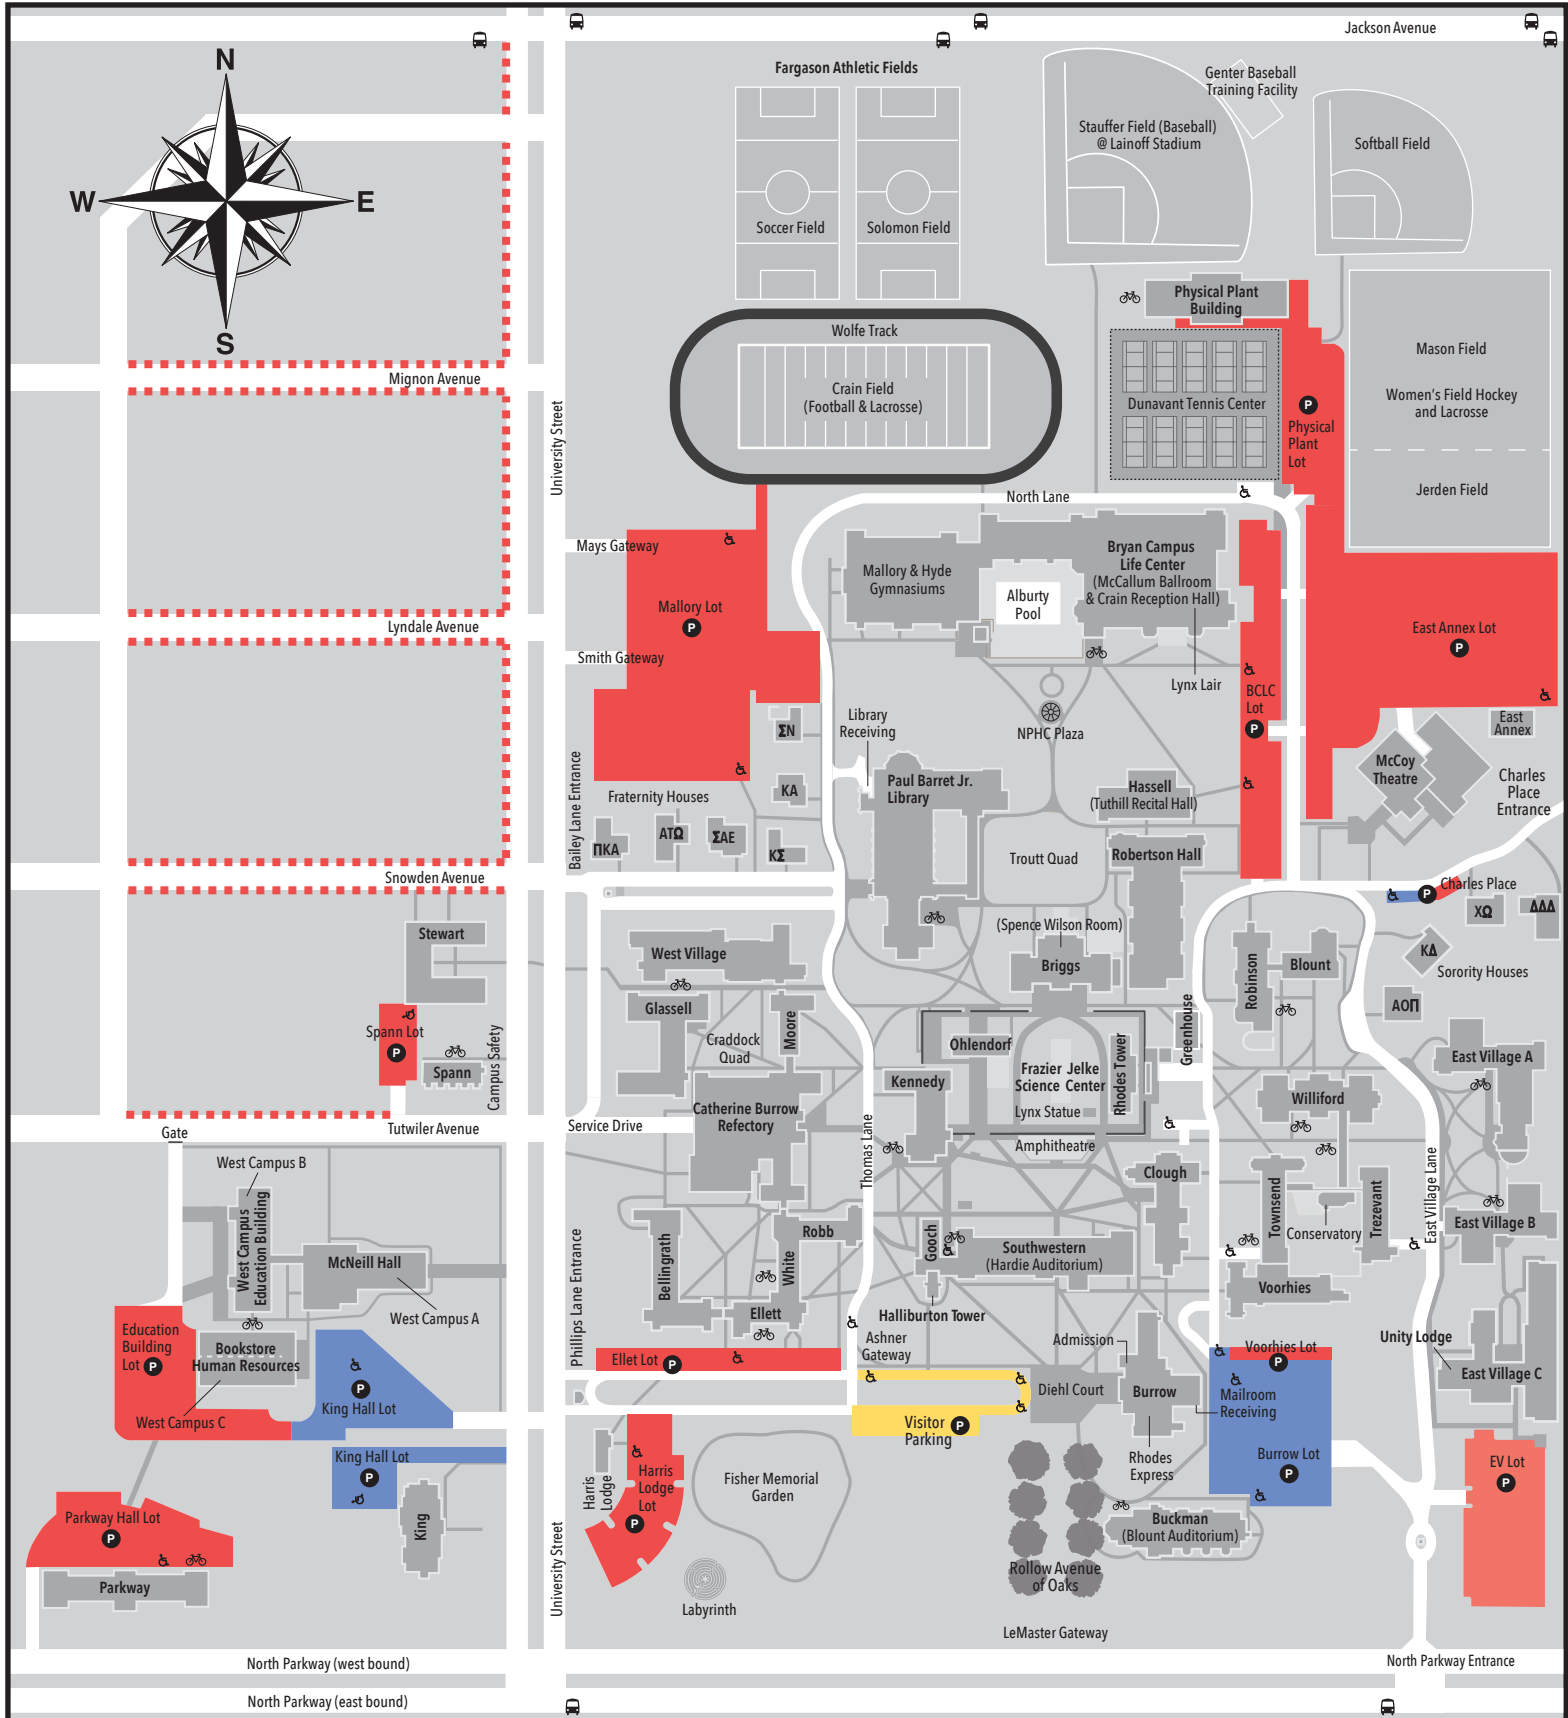 Jackson Avenue
N
W
E
S
Fargason Athletic Fields
Genter Baseball
Training Facility
Stauffer Field (Baseball)
@ Lainoff Stadium
Softball Field
Soccer Field
Solomon Field
Physical Plant
Building
Wolfe Track
Crain Field
(Football & Lacrosse)
Mignon Avenue
University Street
Dunavant Tennis Center
P
Physical
Plant
Lot
Mason Field
Women's Field Hockey
and Lacrosse
Jerden Field
North Lane
Mays Gateway
Mallory Lot
P
Smith Gateway
Lyndale Avenue
Mallory & Hyde
Gymnasiums
Alburty
Pool
Bryan Campus
Life Center
(McCallum Ballroom
& Crain Reception Hall)
East Annex Lot
P
Lynx Lair
BCLC
Lot
P
NPHC Plaza
Library
Receiving
East
Annex
McCoy
Theatre
Charles
Place
Entrance
ΣN
KA
Bailey Lane Entrance
Fraternity Houses
ΠKA
ATΩ
ΣAE
KΣ
Paul Barret Jr.
Library
Hassell
(Tuthill Recital Hall)
Troutt Quad
Robertson Hall
Snowden Avenue
Charles Place
P
XΩ
ΔΔΔ
KΔ
Sorority Houses
AOΠ
Stewart
West Village
(Spence Wilson Room)
Briggs
Robinson
Blount
Glassell
Moore
Craddock
Quad
Spann Lot
P
Spann
Campus Safety
Ohlendorf
Kennedy
Frazier Jelke
Science Center
Lynx Statue
Rhodes Tower
Greenhouse
East Village A
Williford
Catherine Burrow
Refectory
Service Drive
Tutwiler Avenue
Gate
Thomas Lane
Amphitheatre
Clough
Townsend
Conservatory
Trezevant
East Village Lane
East Village B
West Campus B
West Campus
Education Building
McNeill Hall
West Campus A
Phillips Lane Entrance
Bellingrath
Robb
White
Ellett
Gooch
Southwestern
(Hardie Auditorium)
Halliburton Tower
Voorhies
Education
Building
Lot
P
Bookstore
Human Resources
West Campus C
P
King Hall Lot
Ellet Lot
P
Ashner
Gateway
Admission
Diehl Court
Burrow
Voorhies Lot
P
Mailroom
Receiving
Unity Lodge
East Village C
Visitor
Parking
P
Rhodes
Express
Burrow Lot
P
EV Lot
P
King Hall Lot
P
King
Harris
Lodge
Harris
Lodge
Lot
P
Fisher Memorial
Garden
Parkway Hall Lot
P
Parkway
Buckman
(Blount Auditorium)
Rollow Avenue
of Oaks
Labyrinth
University Street
LeMaster Gateway
North Parkway (west bound)
North Parkway Entrance
North Parkway (east bound)